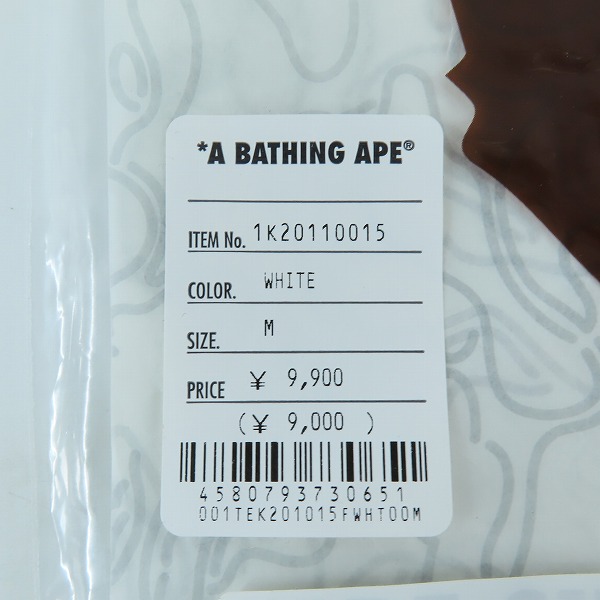 *A BATHING APE®
ITEM No. 1K20110015
COLOR. WHITE
SIZE. M
PRICE ¥ 9,900
(¥ 9,000 )
4580793730651
001TEK201015FWHT00M